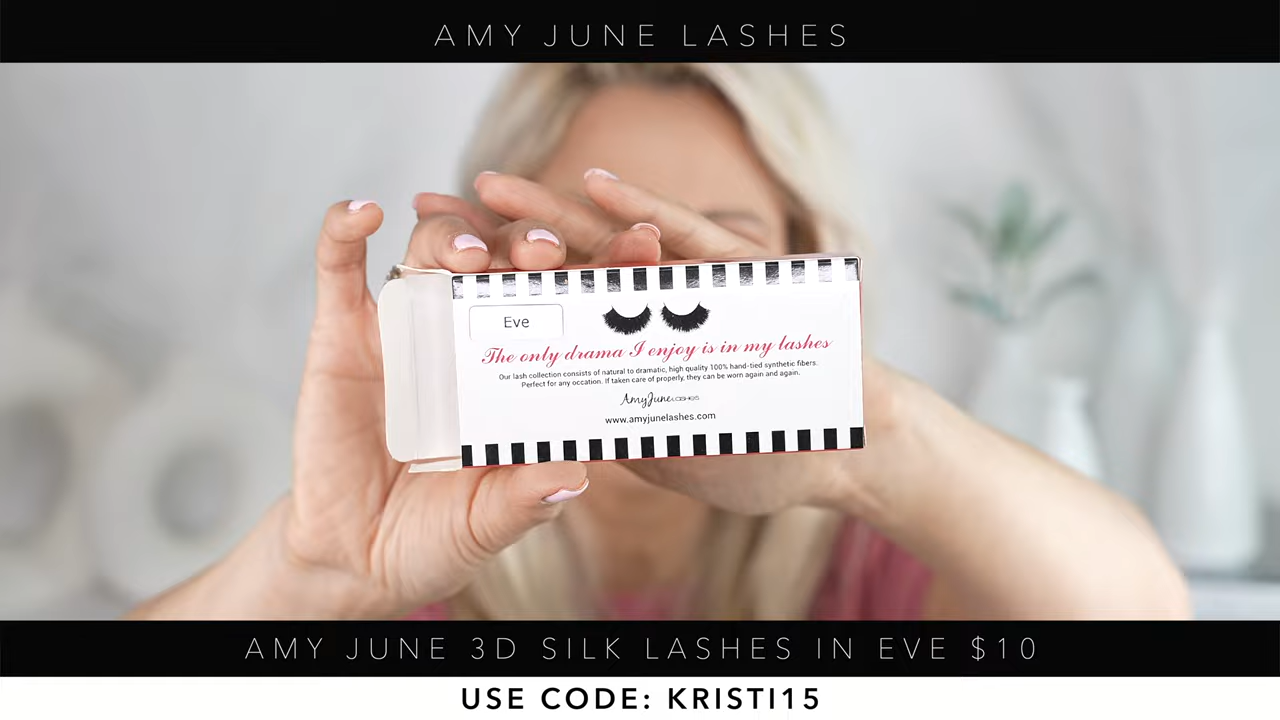 AMY JUNE LASHES
Eve
The only drama I enjoy is in my lashes
Our lash collection consists of natural to dramatic, high quality 100% hand-tied synthetic fibers.
Perfect for any occation. If taken care of properly, they can be worn again and again.
AmyJune LASHES
www.amyjunelashes.com
AMY JUNE 3D SILK LASHES IN EVE $10
USE CODE: KRISTI15